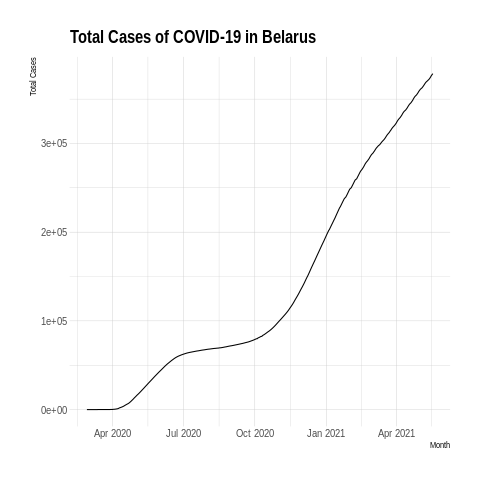 Total Cases of COVID-19 in Belarus
Total Cases
3e+05
2e+05
1e+05
0e+00
Apr 2020 Jul 2020 Oct 2020 Jan 2021 Apr 2021
Month